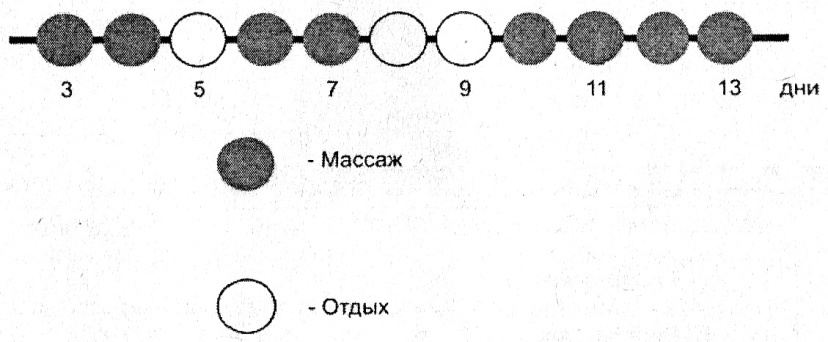 3 5 7 9 11 13 дни
- Массаж
- Отдых